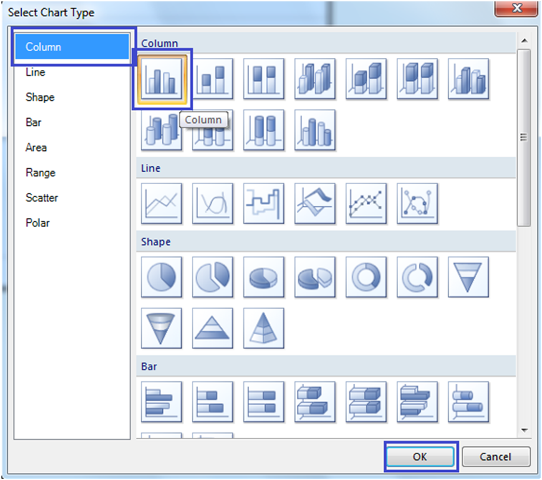 Select Chart Type
Column
Line
Shape
Bar
Area
Range
Scatter
Polar
Column
Column
Line
Shape
Bar
OK
Cancel